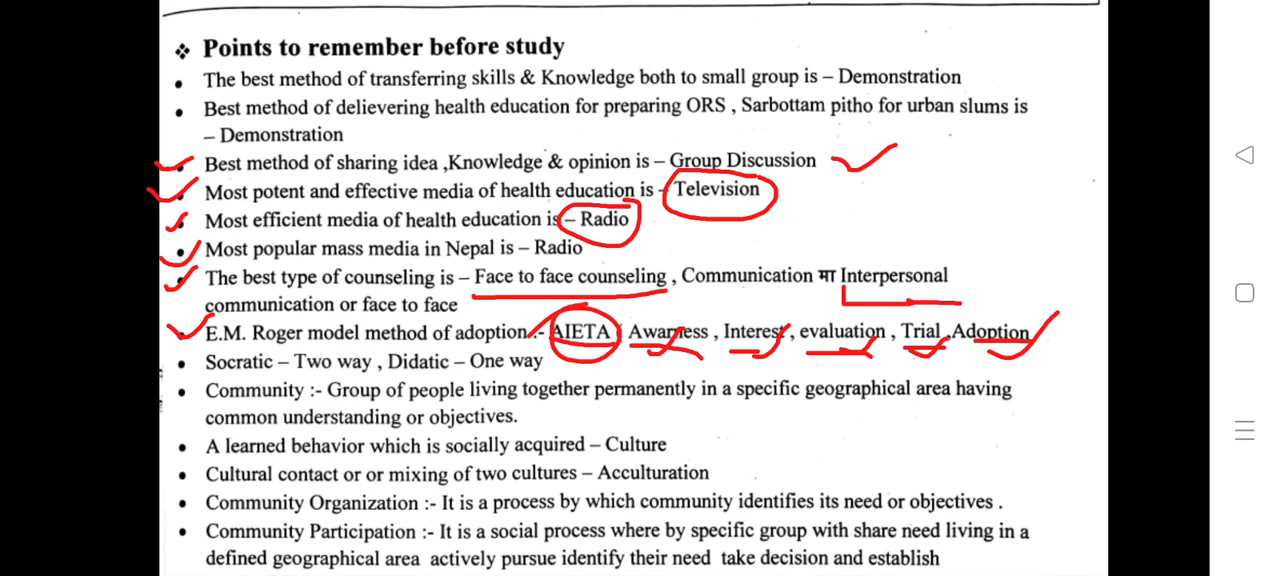 ❖ Points to remember before study
• The best method of transferring skills & Knowledge both to small group is – Demonstration
• Best method of delievering health education for preparing ORS , Sarbottam pitho for urban slums is
– Demonstration
• Best method of sharing idea ,Knowledge & opinion is – Group Discussion
• Most potent and effective media of health education is - Television
• Most efficient media of health education is – Radio
• Most popular mass media in Nepal is – Radio
• The best type of counseling is – Face to face counseling , Communication मा Interpersonal
communication or face to face
• E.M. Roger model method of adoption :- AIETA ( Awarness , Interest , evaluation , Trial ,Adoption
• Socratic – Two way , Didatic – One way
• Community :- Group of people living together permanently in a specific geographical area having
common understanding or objectives.
• A learned behavior which is socially acquired – Culture
• Cultural contact or or mixing of two cultures – Acculturation
• Community Organization :- It is a process by which community identifies its need or objectives .
• Community Participation :- It is a social process where by specific group with share need living in a
defined geographical area actively pursue identify their need take decision and establish